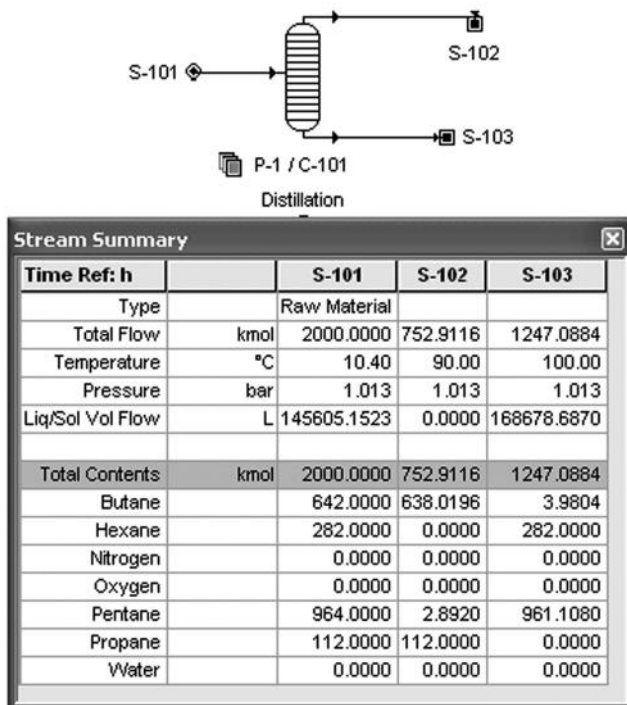 S-101
S-102
S-103
P-1 / C-101
Distillation
Stream Summary
Time Ref: h S-101 S-102 S-103
Type Raw Material
Total Flow kmol 2000.0000 752.9116 1247.0884
Temperature °C 10.40 90.00 100.00
Pressure bar 1.013 1.013 1.013
Liq/Sol Vol Flow L 145605.1523 0.0000 168678.6870
Total Contents kmol 2000.0000 752.9116 1247.0884
Butane 642.0000 638.0196 3.9804
Hexane 282.0000 0.0000 282.0000
Nitrogen 0.0000 0.0000 0.0000
Oxygen 0.0000 0.0000 0.0000
Pentane 964.0000 2.8920 961.1080
Propane 112.0000 112.0000 0.0000
Water 0.0000 0.0000 0.0000